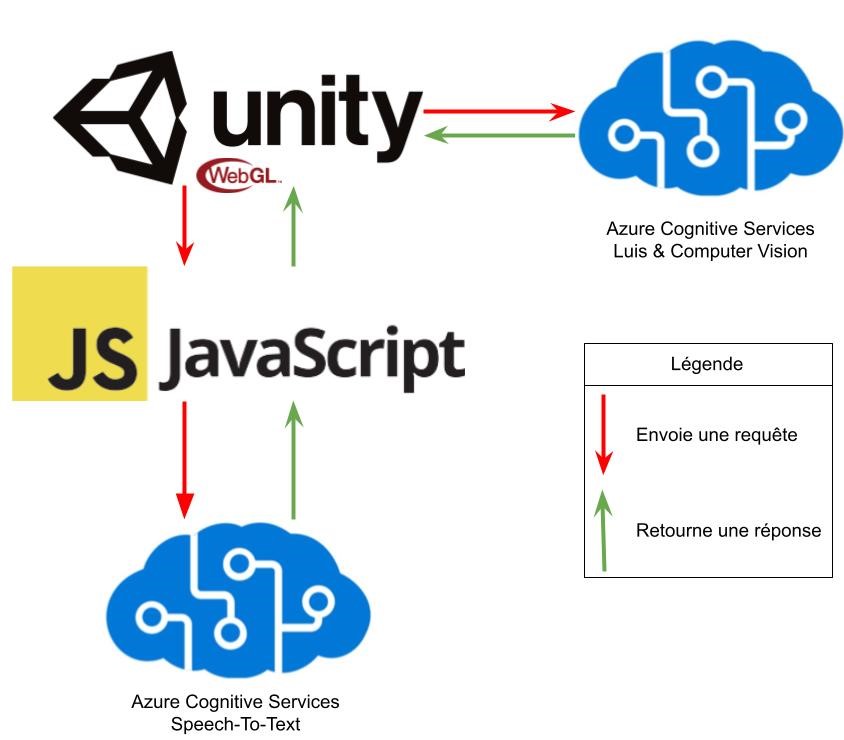 unity
WebGL™
Azure Cognitive Services
Luis & Computer Vision
JS JavaScript
Légende
Envoie une requête
Retourne une réponse
Azure Cognitive Services
Speech-To-Text